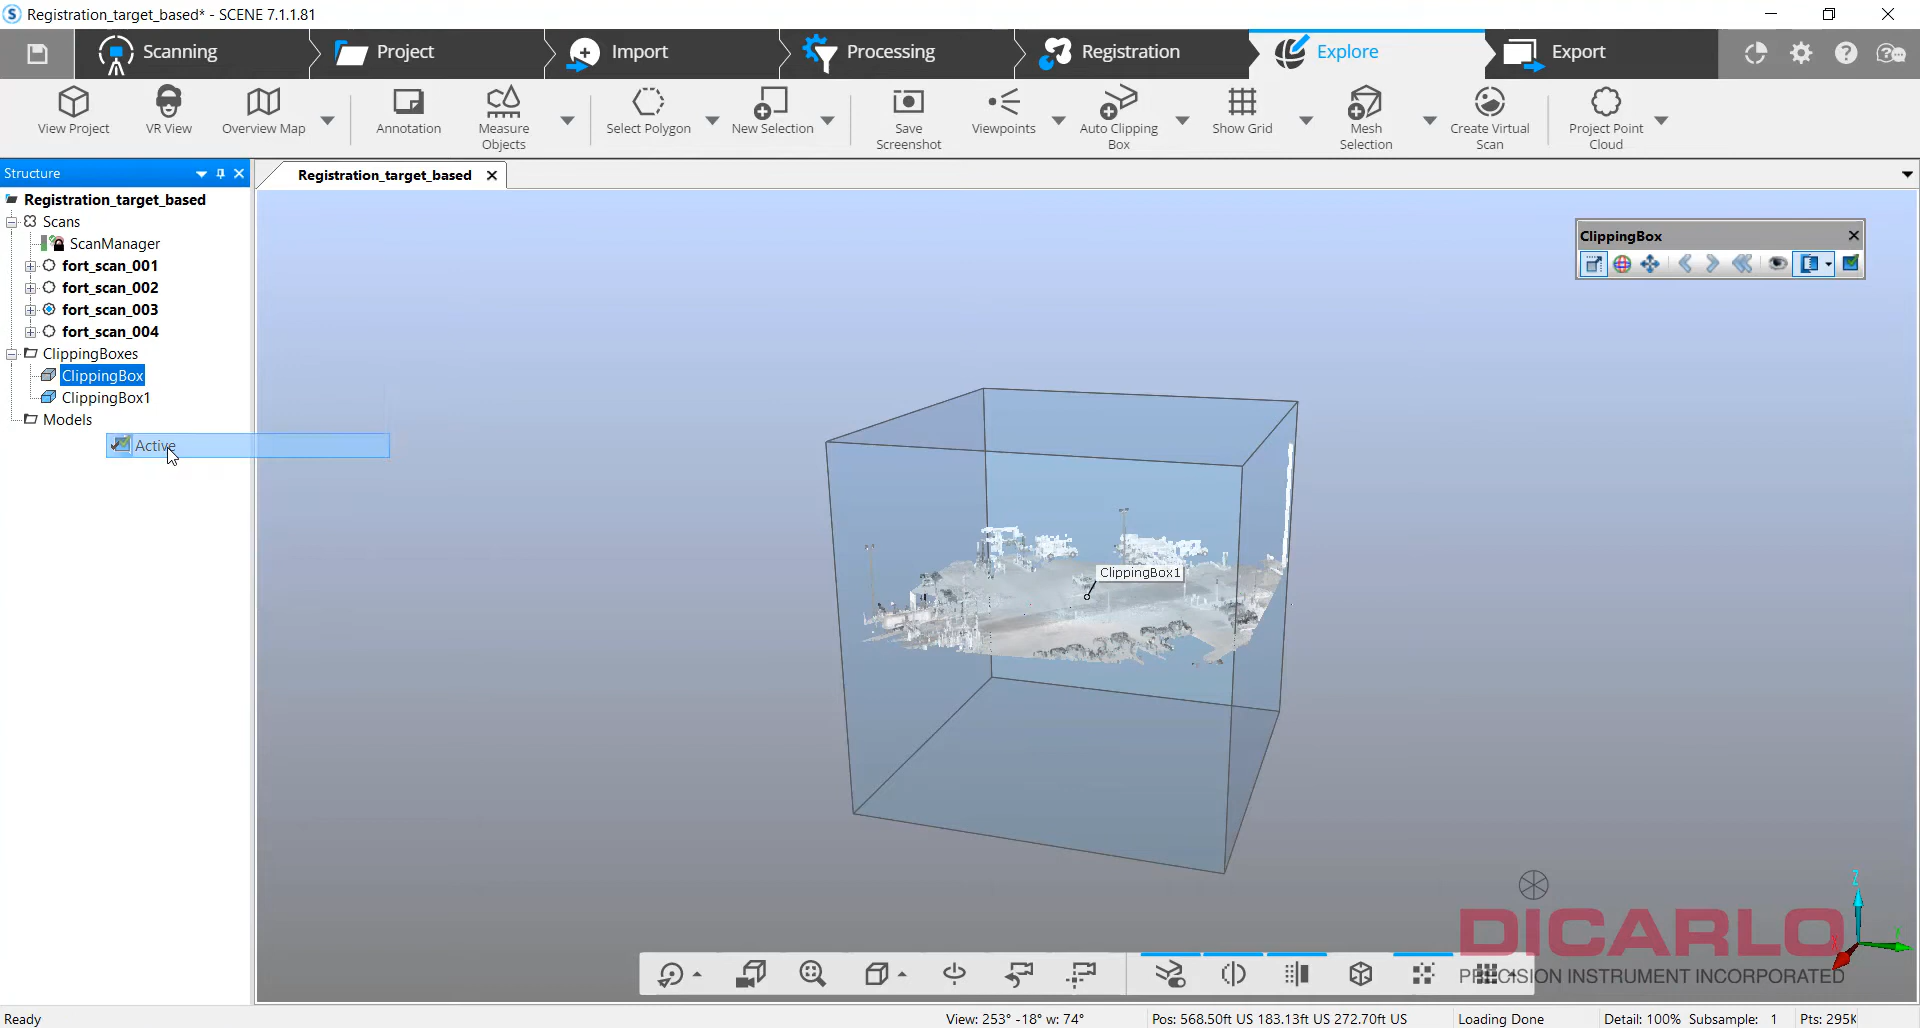 Registration_target_based* - SCENE 7.1.1.81
Scanning
Project
Import
Processing
Registration
Explore
Export
View Project
VR View
Overview Map
Annotation
Measure
Objects
Select Polygon
New Selection
Save
Screenshot
Viewpoints
Auto Clipping
Box
Show Grid
Mesh
Selection
Create Virtual
Scan
Project Point
Cloud
Structure
Registration_target_based
Registration_target_based
Scans
ScanManager
fort_scan_001
fort_scan_002
fort_scan_003
fort_scan_004
ClippingBoxes
ClippingBox
ClippingBox1
Models
Active
ClippingBox
ClippingBox1
Z
DICARLO
PRECISION INSTRUMENT INCORPORATED
Ready
View: 253° -18° w: 74°
Pos: 568.50ft US 183.13ft US 272.70ft US
Loading Done
Detail: 100%
Subsample: 1
Pts: 295K